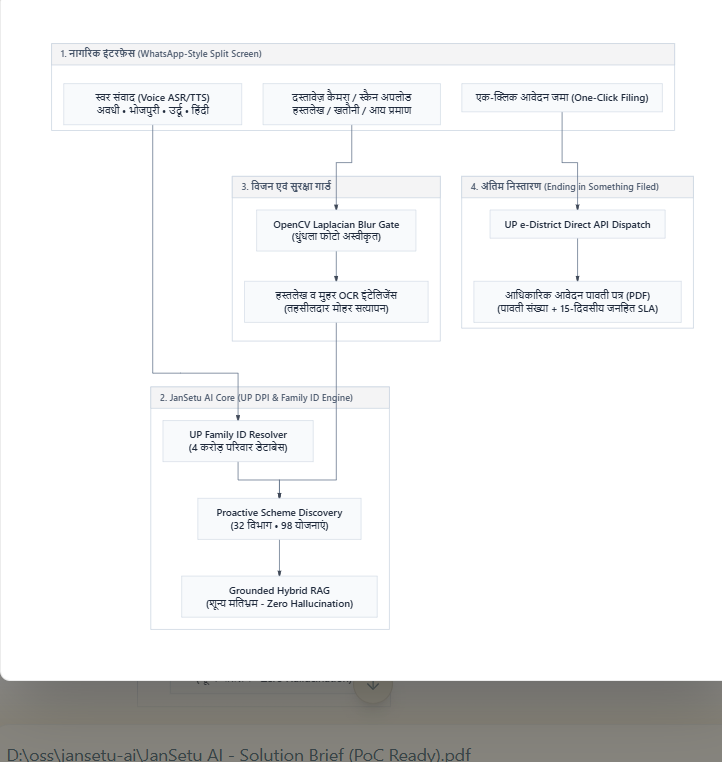 1. नागरिक इंटरफ़ेस (WhatsApp-Style Split Screen)
स्वर संवाद (Voice ASR/TTS)
अवधी • भोजपुरी • उर्दू • हिंदी
दस्तावेज़ कैमरा / स्कैन अपलोड
हस्तलेख / खतौनी / आय प्रमाण
एक-क्लिक आवेदन जमा (One-Click Filing)
3. विजन एवं सुरक्षा गार्ड
OpenCV Laplacian Blur Gate
(धुंधला फोटो अस्वीकृत)
हस्तलेख व मुहर OCR इंटेलिजेंस
(तहसीलदार मोहर सत्यापन)
4. अंतिम निस्तारण (Ending in Something Filed)
UP e-District Direct API Dispatch
आधिकारिक आवेदन पावती पत्र (PDF)
(पावती संख्या + 15-दिवसीय जनहित SLA)
2. JanSetu AI Core (UP DPI & Family ID Engine)
UP Family ID Resolver
(4 करोड़ परिवार डेटाबेस)
Proactive Scheme Discovery
(32 विभाग • 98 योजनाएं)
Grounded Hybrid RAG
(शून्य मतिभ्रम - Zero Hallucination)
D:\oss\jansetu-ai\JanSetu AI - Solution Brief (PoC Ready).pdf